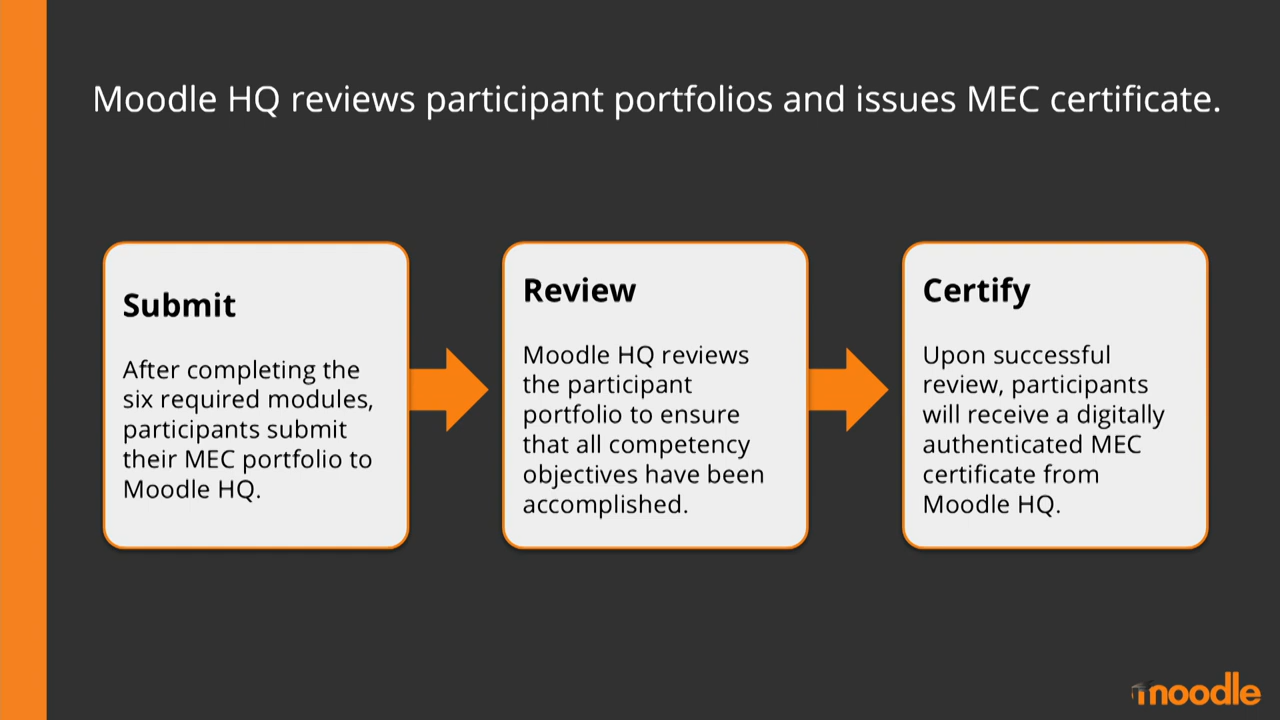 Moodle HQ reviews participant portfolios and issues MEC certificate.
Submit
After completing the
six required modules,
participants submit
their MEC portfolio to
Moodle HQ.
Review
Moodle HQ reviews
the participant
portfolio to ensure
that all competency
objectives have been
accomplished.
Certify
Upon successful
review, participants
will receive a digitally
authenticated MEC
certificate from
Moodle HQ.
moodle